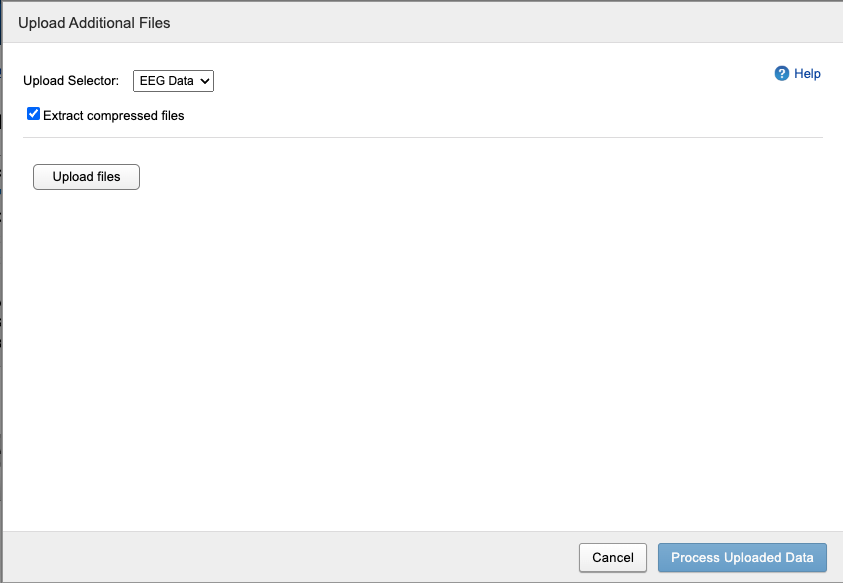 Upload Additional Files
Upload Selector: EEG Data
? Help
Extract compressed files
Upload files
Cancel
Process Uploaded Data